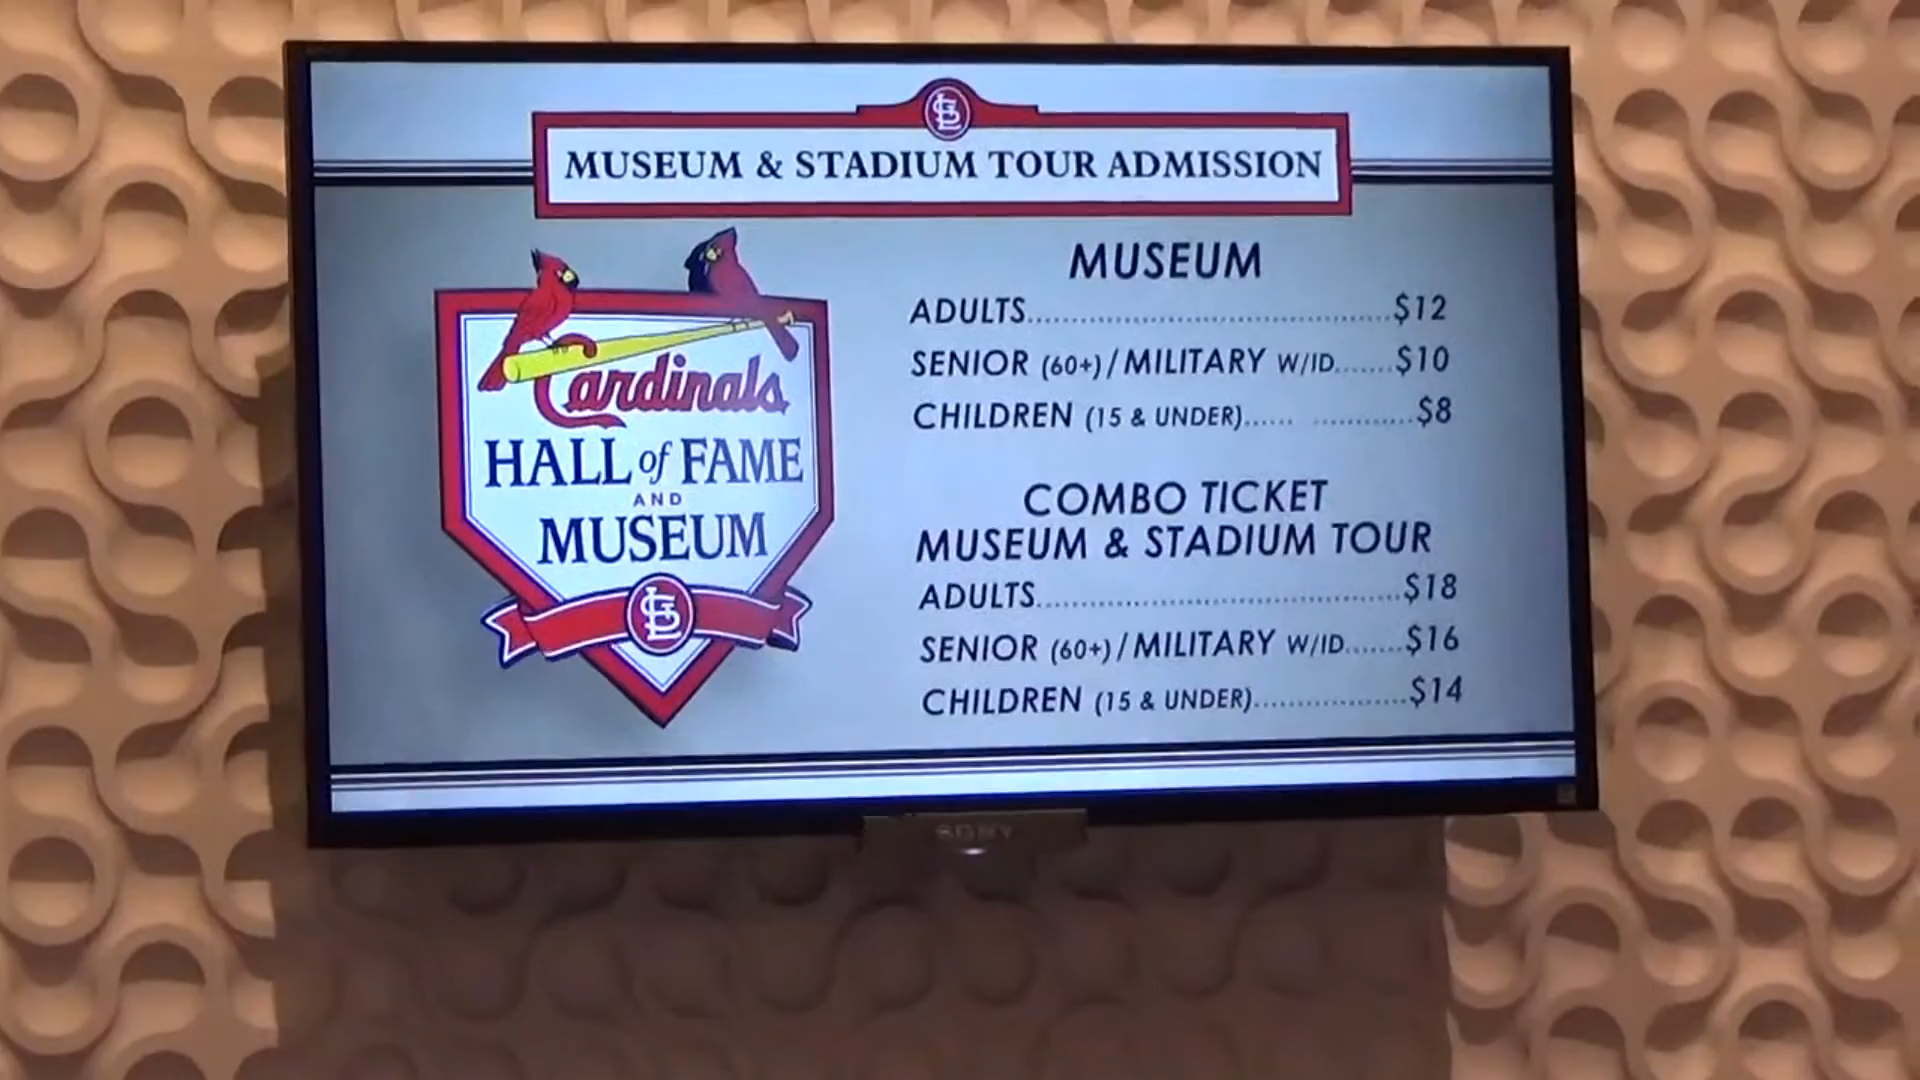 MUSEUM & STADIUM TOUR ADMISSION
Cardinals
HALL of FAME
AND
MUSEUM
STL
MUSEUM
ADULTS........................................$12
SENIOR (60+)/MILITARY W/ID.......$10
CHILDREN (15 & UNDER)...... ............$8
COMBO TICKET
MUSEUM & STADIUM TOUR
ADULTS........................................$18
SENIOR (60+)/MILITARY W/ID.......$16
CHILDREN (15 & UNDER)..................$14
SONY